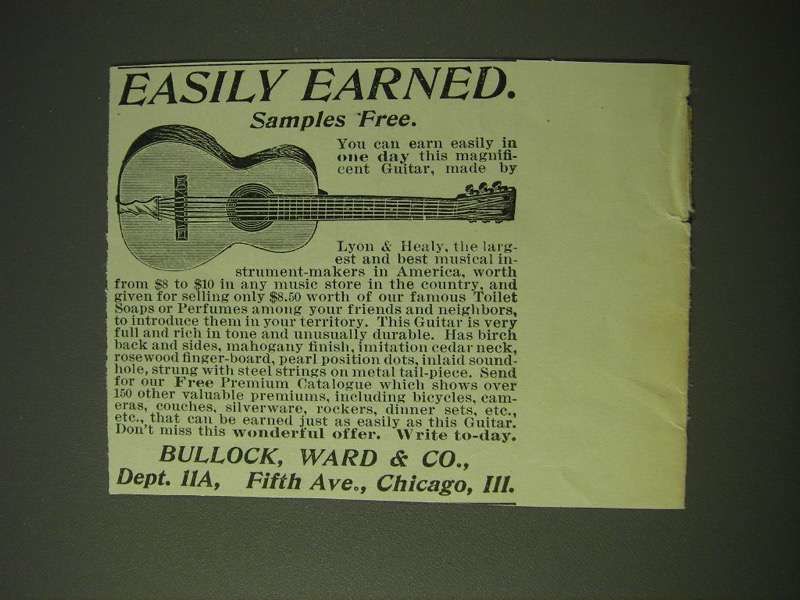 EASILY EARNED.
Samples Free.
You can earn easily in
one day this magnifi-
cent Guitar, made by
Lyon & Healy, the larg-
est and best musical in-
strument-makers in America, worth
from $8 to $10 in any music store in the country, and
given for selling only $8.50 worth of our famous Toilet
Soaps or Perfumes among your friends and neighbors,
to introduce them in your territory. This Guitar is very
full and rich in tone and unusually durable. Has birch
back and sides, mahogany finish, imitation cedar neck,
rosewood finger-board, pearl position dots, inlaid sound-
hole, strung with steel strings on metal tail-piece. Send
for our Free Premium Catalogue which shows over
150 other valuable premiums, including bicycles, cam-
eras, couches, silverware, rockers, dinner sets, etc.,
etc., that can be earned just as easily as this Guitar.
Don't miss this wonderful offer. Write to-day.
BULLOCK, WARD & CO.,
Dept. 11A, Fifth Ave., Chicago, Ill.